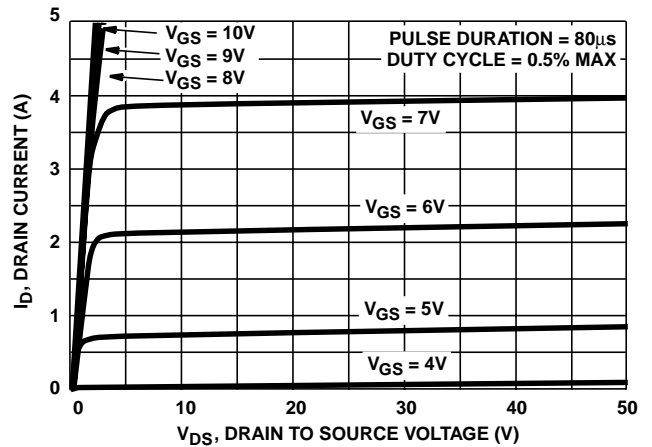 5
4
3
2
1
0
I_D, DRAIN CURRENT (A)
V_GS = 10V
V_GS = 9V
V_GS = 8V
PULSE DURATION = 80µs
DUTY CYCLE = 0.5% MAX
V_GS = 7V
V_GS = 6V
V_GS = 5V
V_GS = 4V
0 10 20 30 40 50
V_DS, DRAIN TO SOURCE VOLTAGE (V)